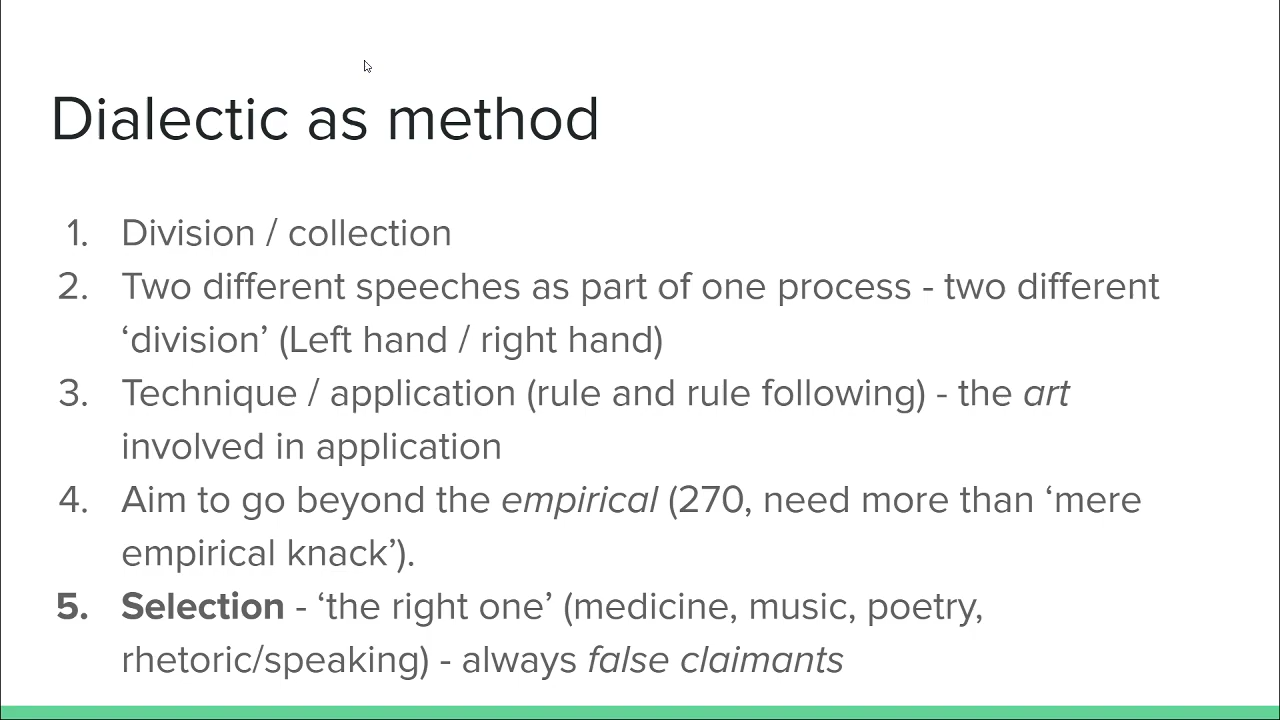 Dialectic as method
1. Division / collection
2. Two different speeches as part of one process - two different
‘division’ (Left hand / right hand)
3. Technique / application (rule and rule following) - the art
involved in application
4. Aim to go beyond the empirical (270, need more than ‘mere
empirical knack’).
5. Selection - ‘the right one’ (medicine, music, poetry,
rhetoric/speaking) - always false claimants